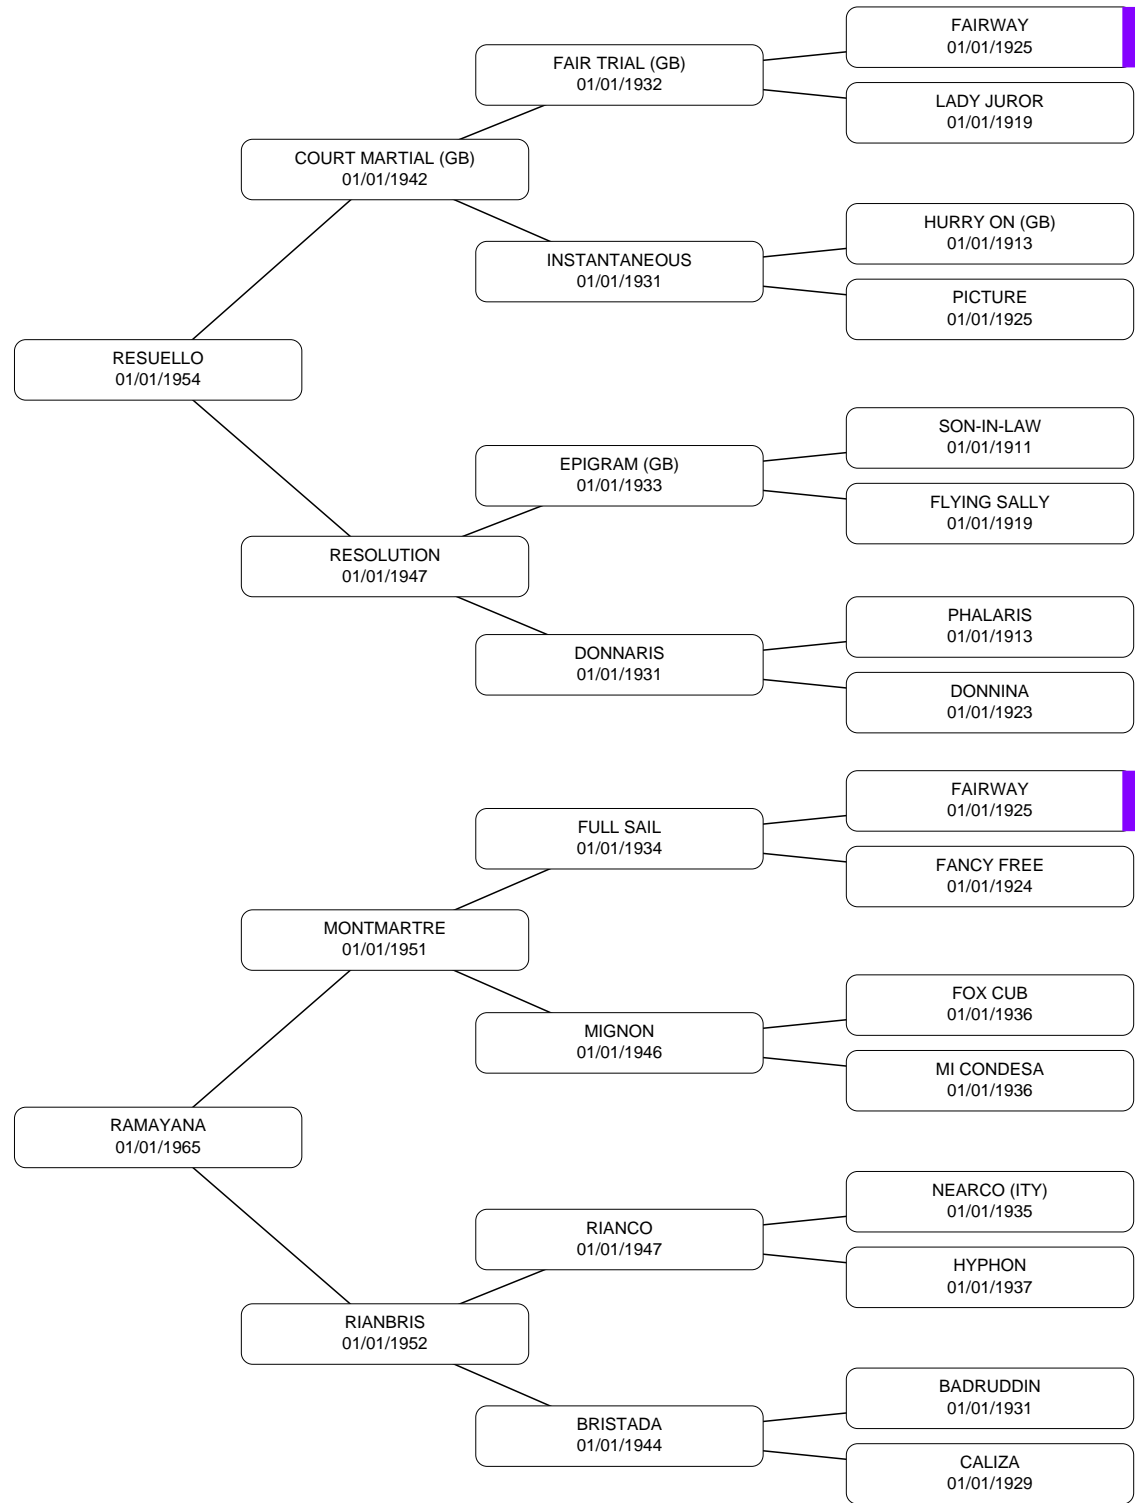 FAIRWAY
01/01/1925
FAIR TRIAL (GB)
01/01/1932
LADY JUROR
01/01/1919
COURT MARTIAL (GB)
01/01/1942
HURRY ON (GB)
01/01/1913
INSTANTANEOUS
01/01/1931
PICTURE
01/01/1925
RESUELLO
01/01/1954
SON-IN-LAW
01/01/1911
EPIGRAM (GB)
01/01/1933
FLYING SALLY
01/01/1919
RESOLUTION
01/01/1947
PHALARIS
01/01/1913
DONNARIS
01/01/1931
DONNINA
01/01/1923
FAIRWAY
01/01/1925
FULL SAIL
01/01/1934
FANCY FREE
01/01/1924
MONTMARTRE
01/01/1951
FOX CUB
01/01/1936
MIGNON
01/01/1946
MI CONDESA
01/01/1936
RAMAYANA
01/01/1965
NEARCO (ITY)
01/01/1935
RIANCO
01/01/1947
HYPHON
01/01/1937
RIANBRIS
01/01/1952
BADRUDDIN
01/01/1931
BRISTADA
01/01/1944
CALIZA
01/01/1929